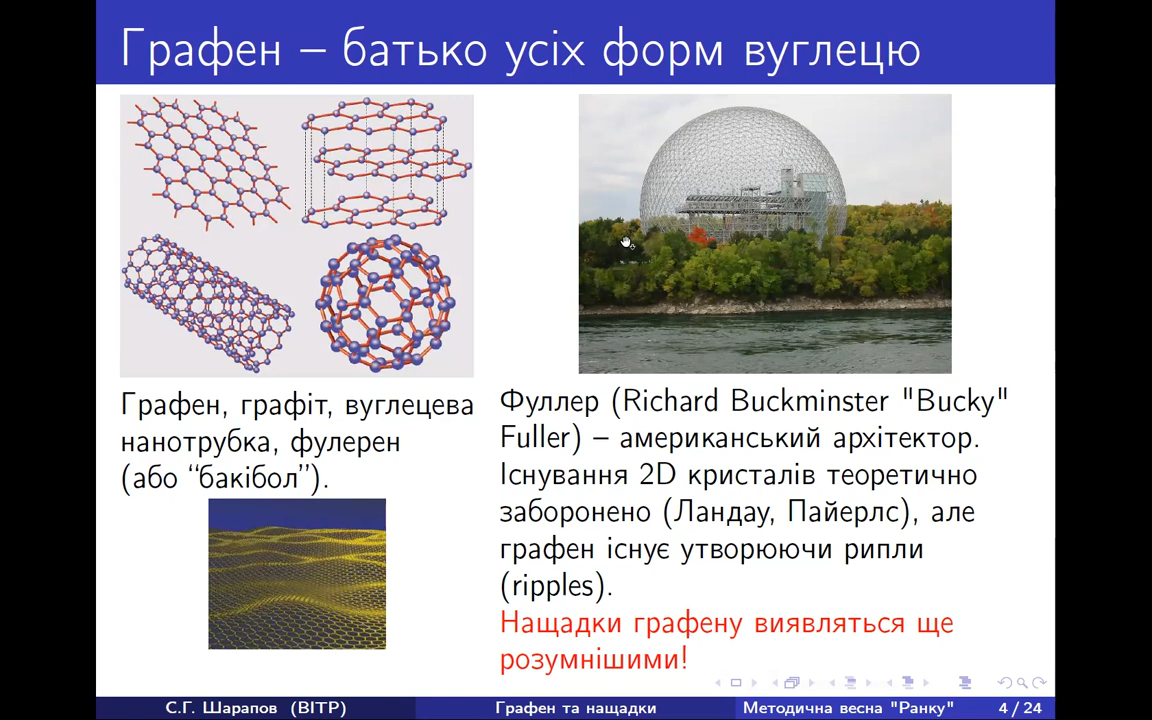 Графен – батько усіх форм вуглецю
Графен, графіт, вуглецева
нанотрубка, фулерен
(або “бакібол”).
Фуллер (Richard Buckminster "Bucky"
Fuller) – американський архітектор.
Існування 2D кристалів теоретично
заборонено (Ландау, Пайерлс), але
графен існує утворюючи рипли
(ripples).
Нащадки графену виявляться ще
розумнішими!
С.Г. Шарапов (ВІТР)
Графен та нащадки
Методична весна "Ранку"
4 / 24